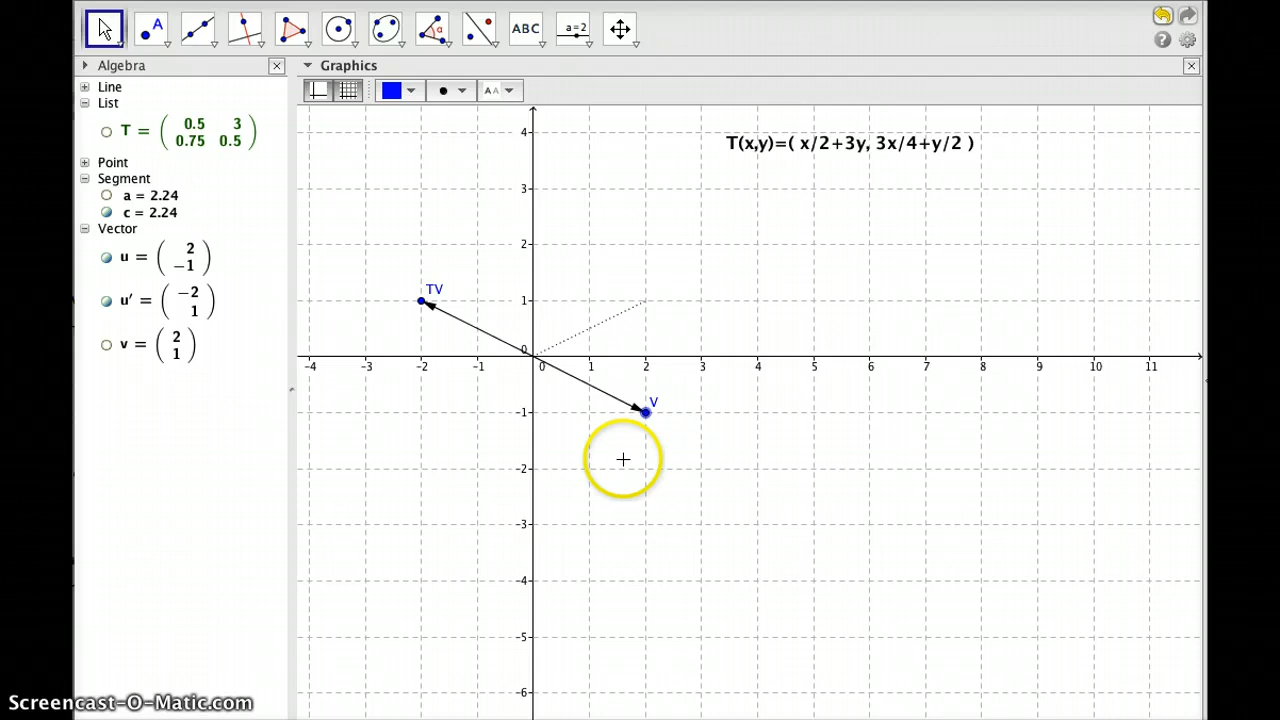 A
α
ABC
a=2
Algebra
Graphics
Line
List
A A
T = ( 0.5 3
0.75 0.5 )
Point
Segment
a = 2.24
c = 2.24
Vector
u = ( 2
−1 )
u′ = ( −2
1 )
v = ( 2
1 )
T(x,y)=( x/2+3y, 3x/4+y/2 )
4
3
2
1
0
-1
-2
-3
-4
-5
-6
-4 -3 -2 -1 0 1 2 3 4 5 6 7 8 9 10 11
TV
V
Screencast-O-Matic.com